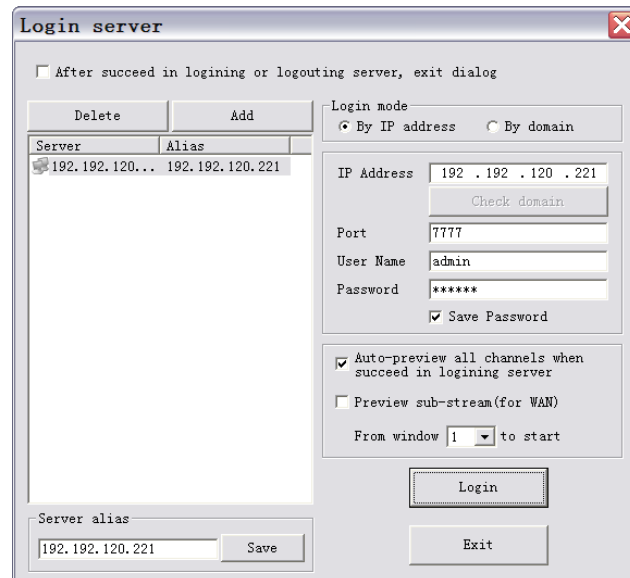 Login server
After succeed in logining or logouting server, exit dialog
Delete
Add
Server
Alias
192.192.120...
192.192.120.221
Server alias
192.192.120.221
Save
Login mode
By IP address
By domain
IP Address
192 . 192 . 120 . 221
Check domain
Port
7777
User Name
admin
Password
******
Save Password
Auto-preview all channels when
succeed in logining server
Preview sub-stream(for WAN)
From window 1 to start
Login
Exit